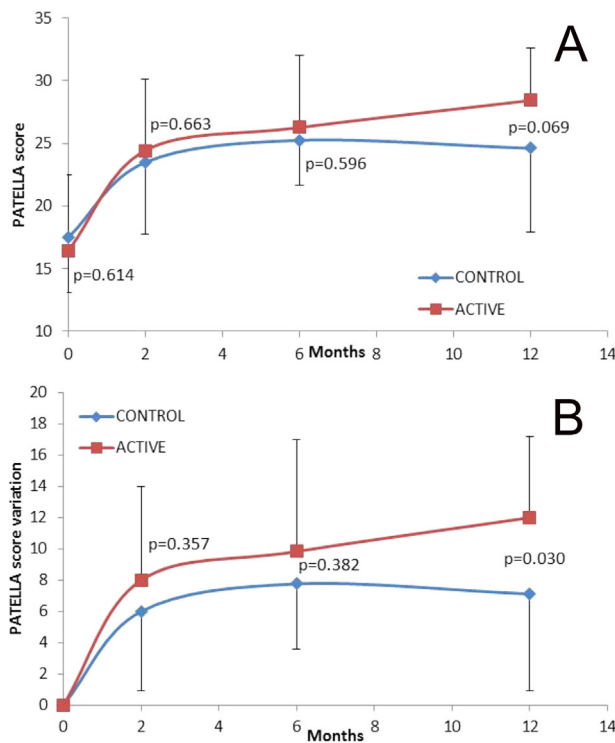 A
35
30
25
20
15
10
PATELLA score
p=0.663
p=0.069
p=0.596
p=0.614
CONTROL
ACTIVE
0 2 4 6 8 10 12 14
Months
B
20
18
16
14
12
10
8
6
4
2
0
PATELLA score variation
CONTROL
ACTIVE
p=0.357
p=0.382
p=0.030
0 2 4 6 8 10 12 14
Months